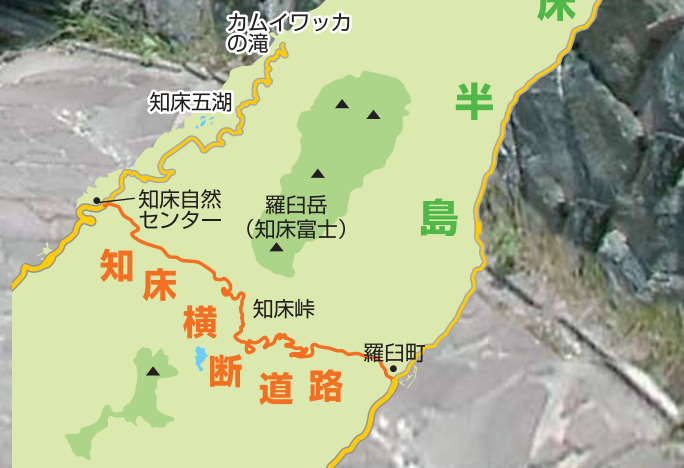 カムイワッカ
の滝
知床五湖
床
半
島
知床自然
センター
羅臼岳
（知床富士）
知床横断道路
知床峠
羅臼町